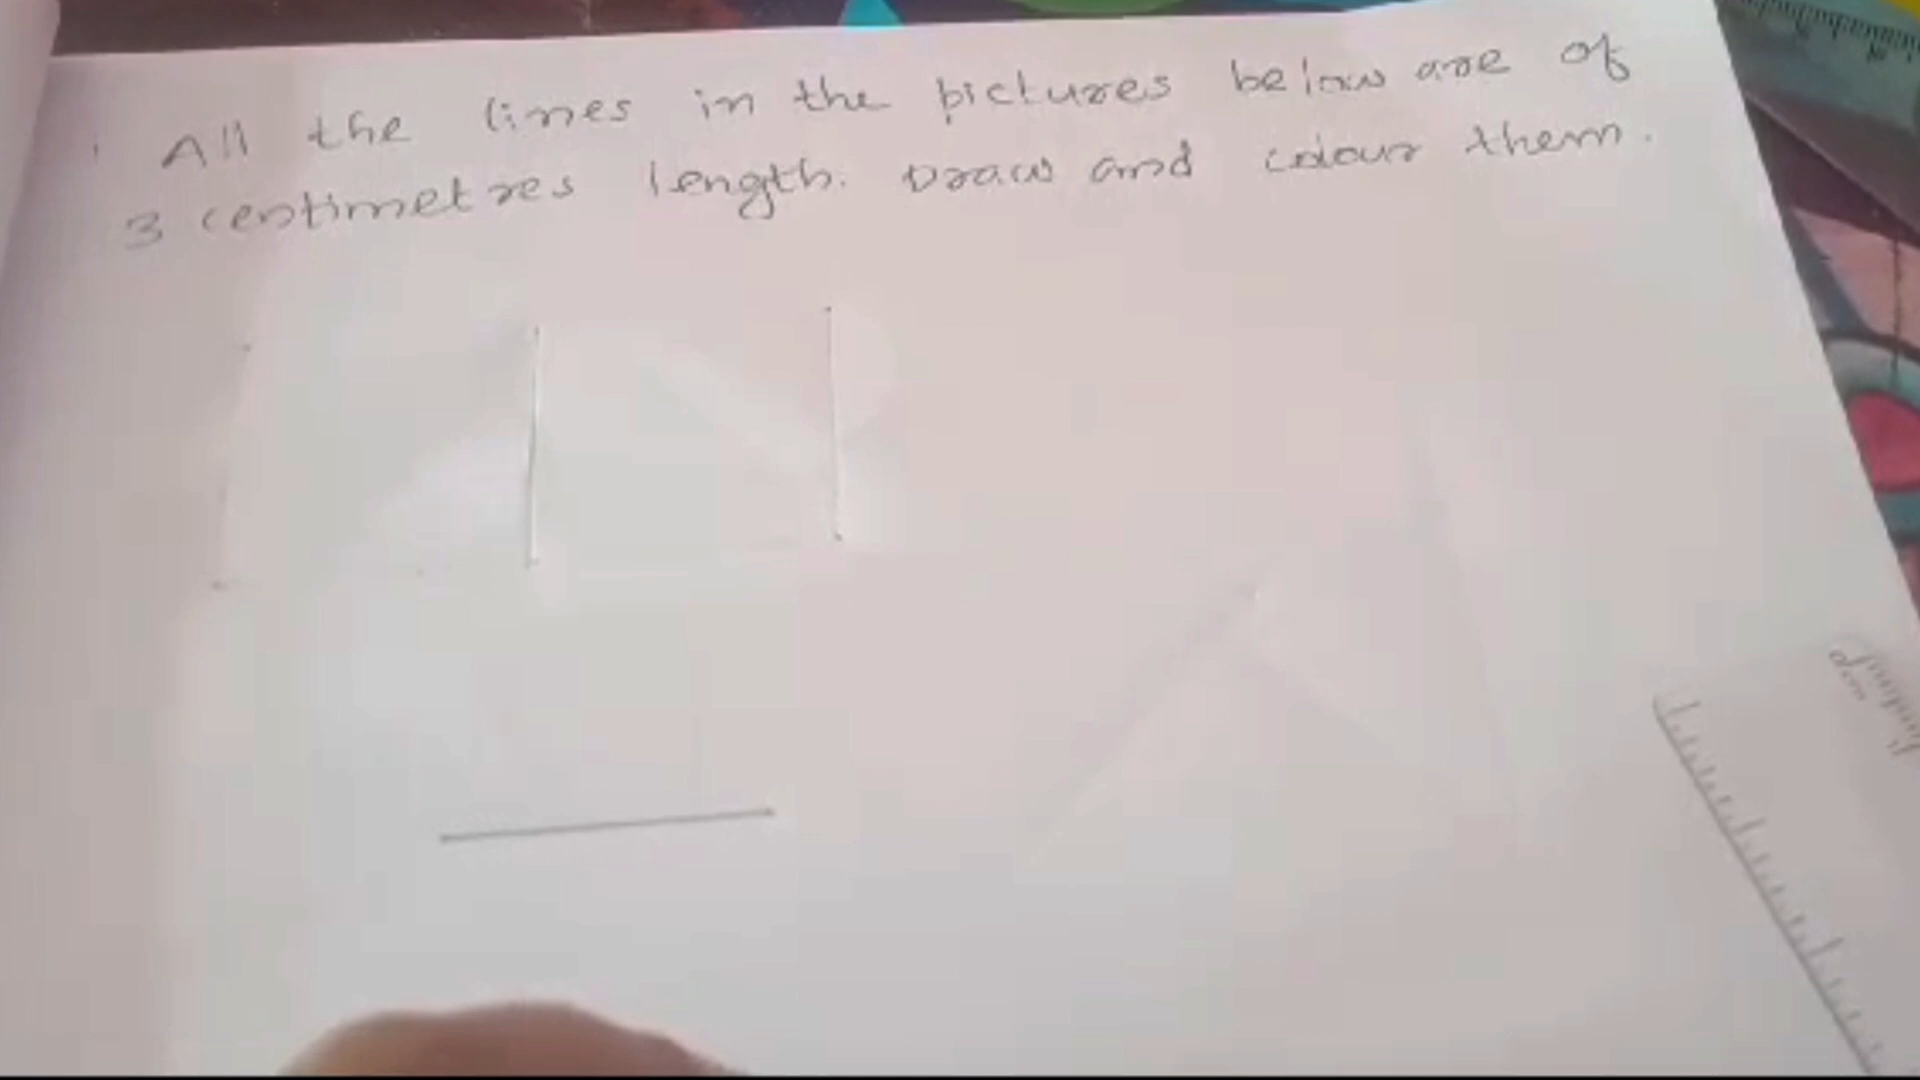 All the lines in the pictures below are of
3 centimetres length. Draw and colour them.